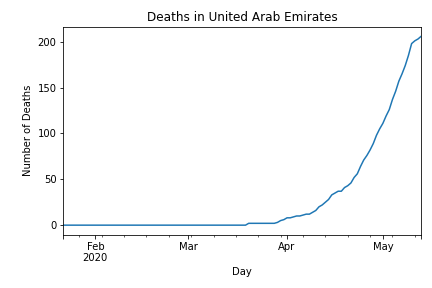 Deaths in United Arab Emirates
Number of Deaths
200
150
100
50
0
Feb
2020
Mar
Apr
May
Day